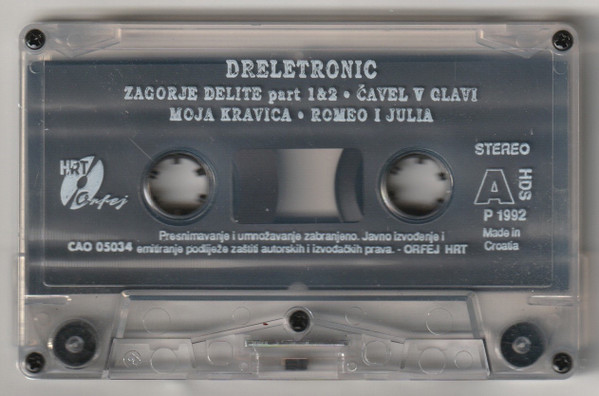 DRELETRONIC
ZAGORJE DELITE part 1&2 • ČAVEL V GLAVI
MOJA KRAVICA • ROMEO I JULIA
STEREO
HRT
Orfej
A
HDS
P 1992
Made in
Croatia
CAO 05034
Presnimavanje i umnožavanje zabranjeno. Javno izvođenje i
emitiranje podliježe zaštiti autorskih i izvođačkih prava. - ORFEJ HRT